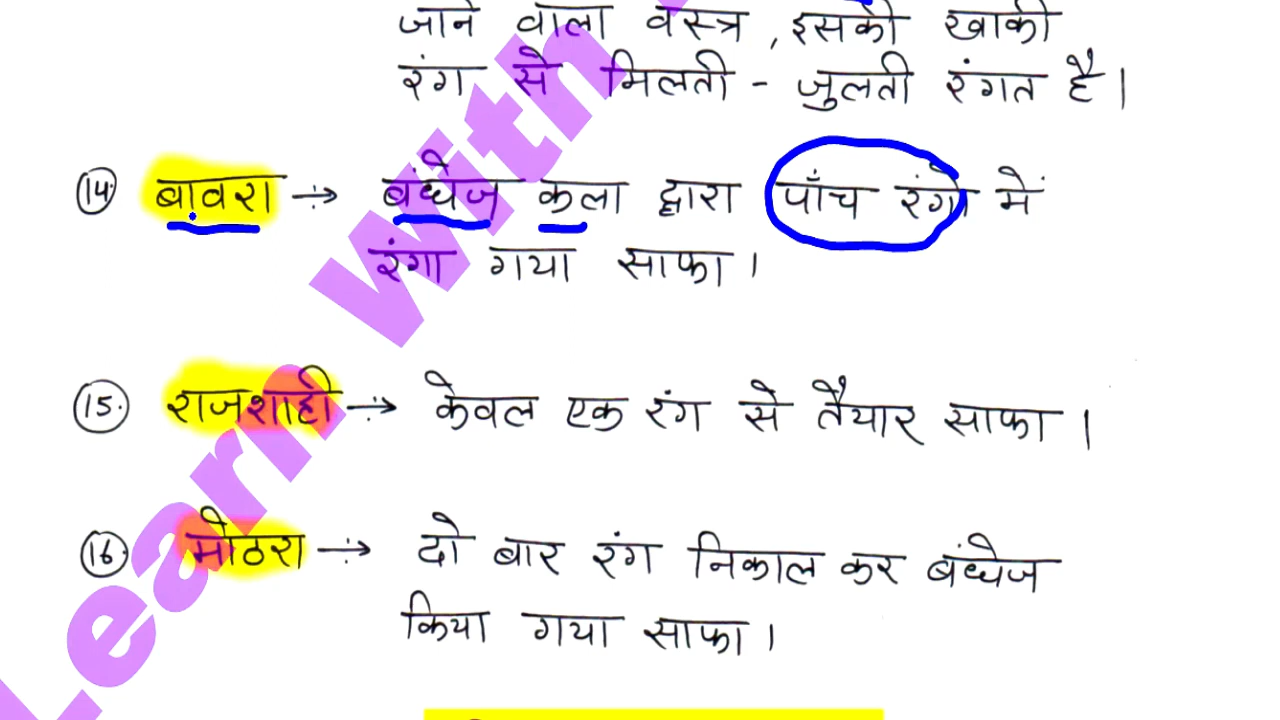 जाने वाला वस्त्र, इसकी खाकी
रंग से मिलती - जुलती रंगत है।
(14) बावरा → बंधेज कला द्वारा पाँच रंगो में
रंगा गया साफा।
(15) राजशाही → केवल एक रंग से तैयार साफा।
(16) मोठरा → दो बार रंग निकाल कर बंधेज
किया गया साफा।
Learn With